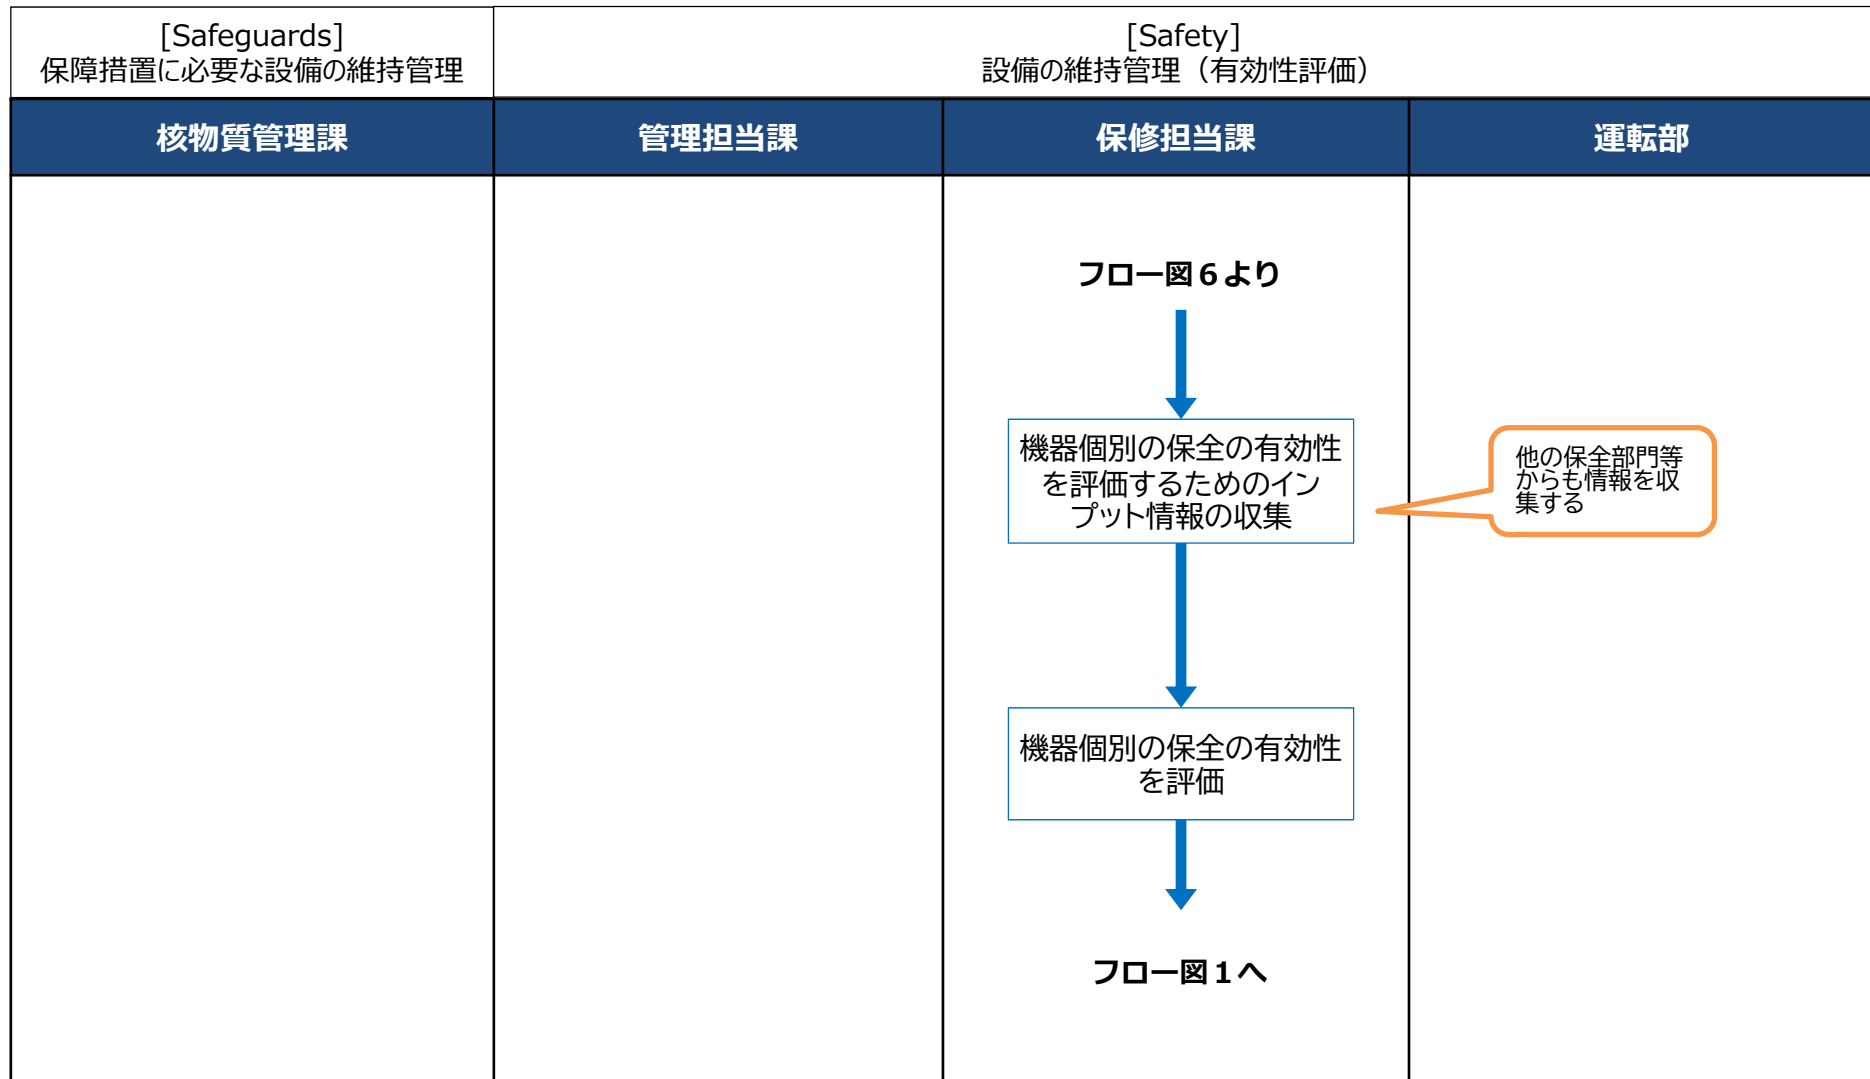 [Safeguards]
保障措置に必要な設備の維持管理
[Safety]
設備の維持管理（有効性評価）
核物質管理課
管理担当課
保修担当課
運転部
フロー図６より
機器個別の保全の有効性
を評価するためのイン
プット情報の収集
他の保全部門等
からも情報を収
集する
機器個別の保全の有効性
を評価
フロー図１へ